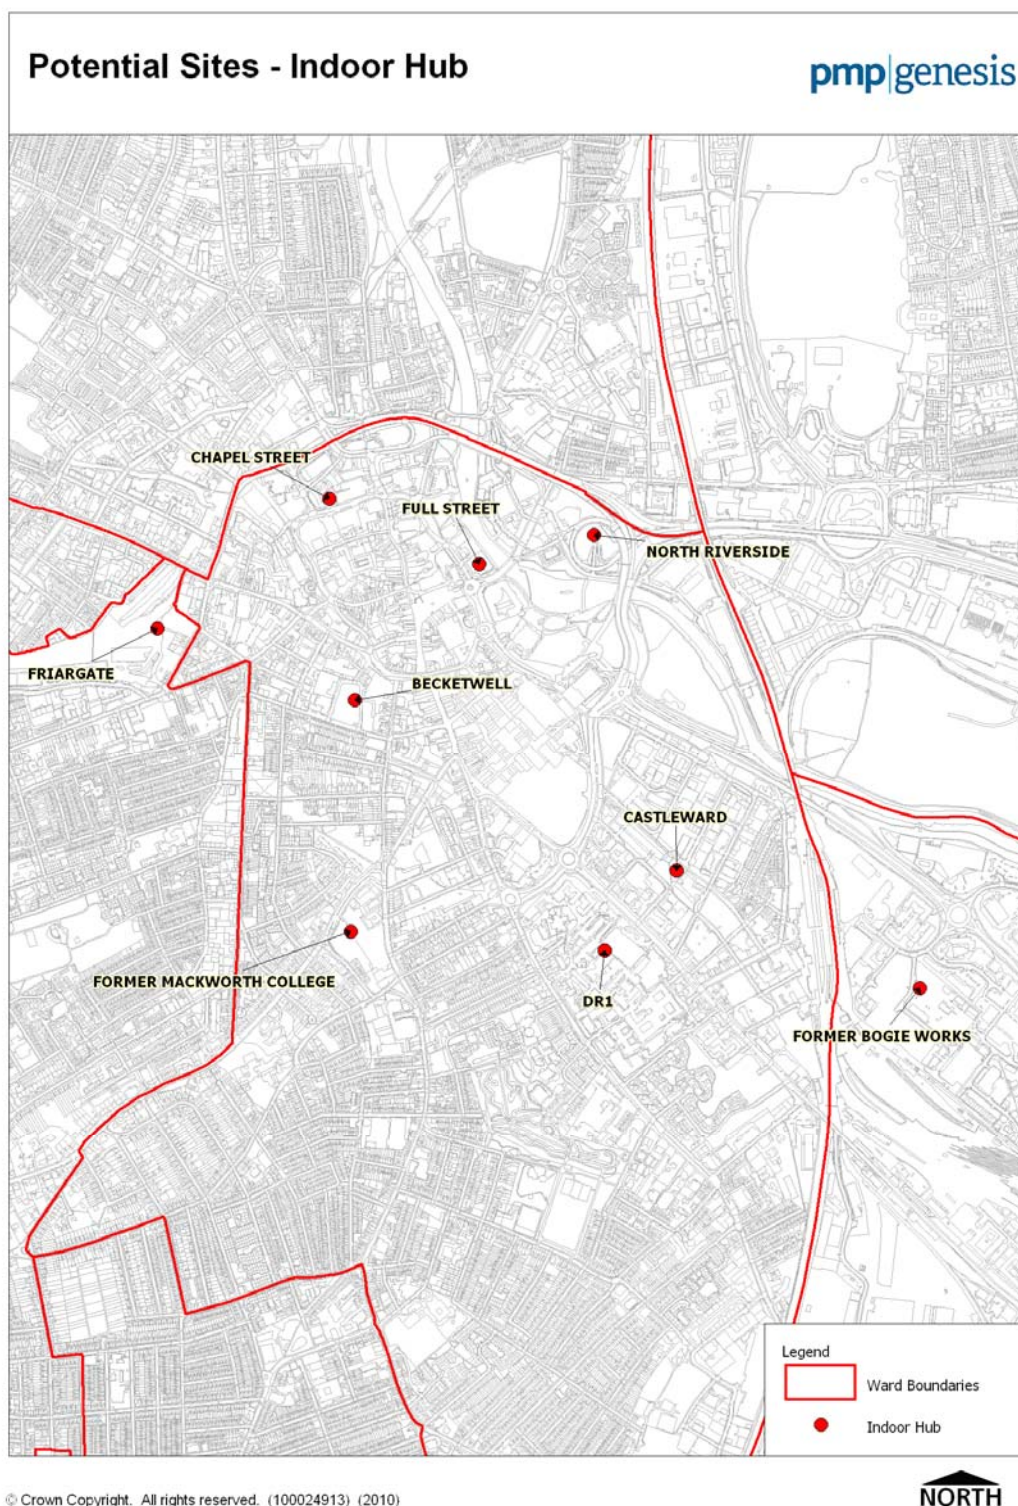 Potential Sites - Indoor Hub
pmp|genesis
CHAPEL STREET
FULL STREET
NORTH RIVERSIDE
FRIARGATE
BECKETWELL
CASTLEWARD
FORMER MACKWORTH COLLEGE
DR1
FORMER BOGIE WORKS
Legend
Ward Boundaries
Indoor Hub
© Crown Copyright. All rights reserved. (100024913) (2010)
NORTH